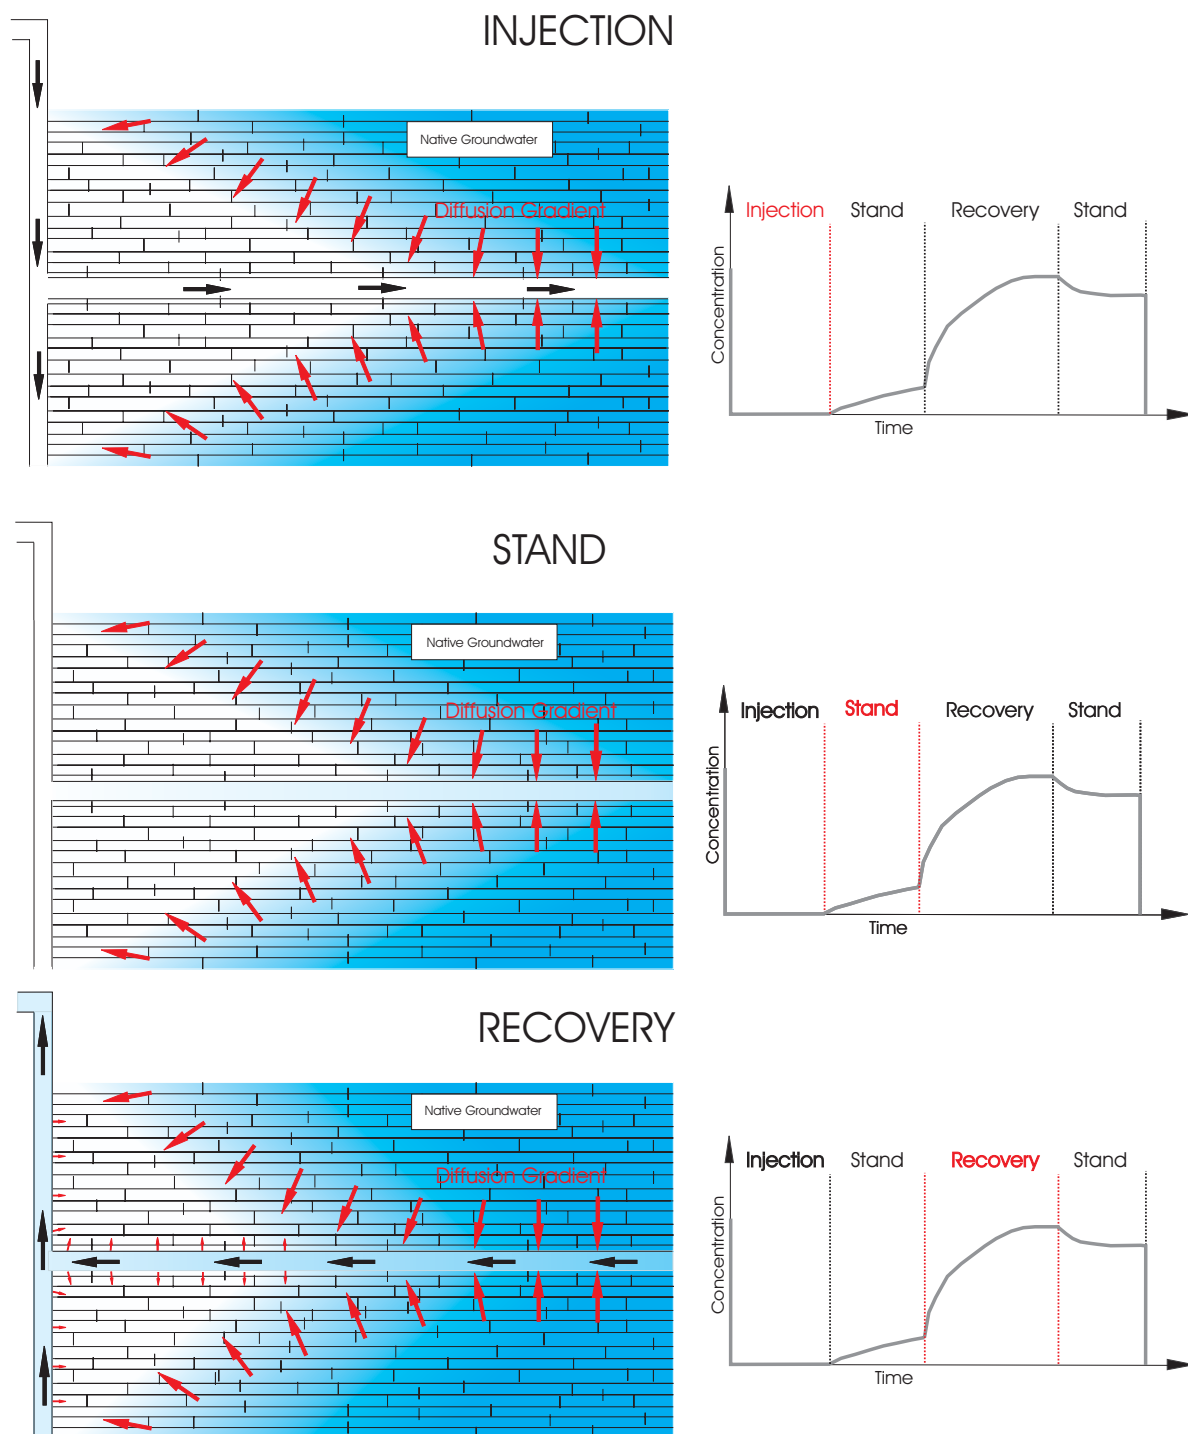 INJECTION
Native Groundwater
Diffusion Gradient
Injection Stand Recovery Stand
Concentration
Time
STAND
Native Groundwater
Diffusion Gradient
Injection Stand Recovery Stand
Concentration
Time
RECOVERY
Native Groundwater
Diffusion Gradient
Injection Stand Recovery Stand
Concentration
Time